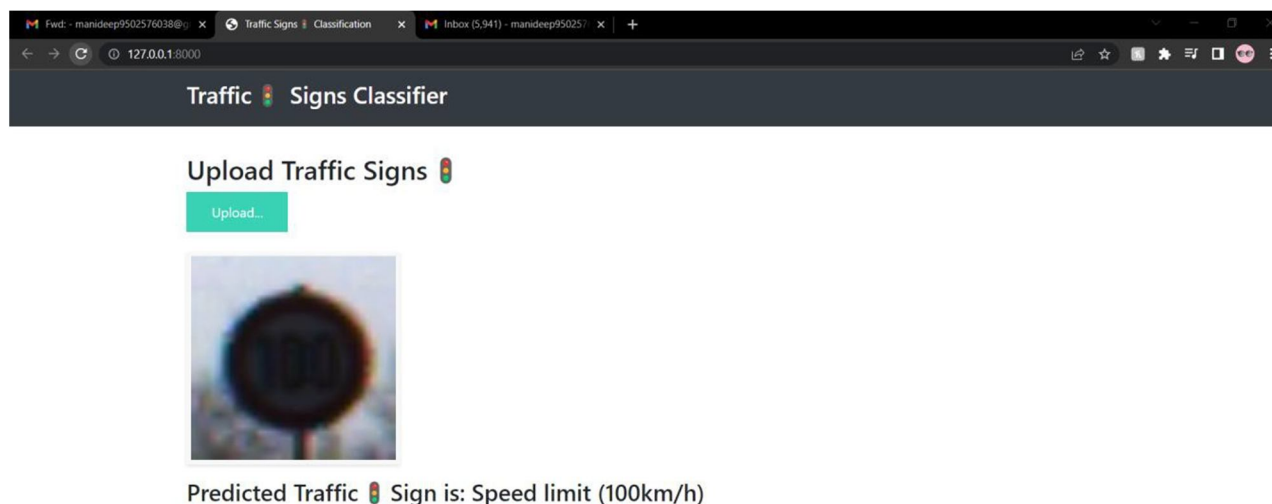 Fwd: - manideep9502576038@g
Traffic Signs🚦 Classification
Inbox (5,941) - manideep950257
127.0.0.1:8000
Traffic🚦 Signs Classifier
Upload Traffic Signs 🚦
Upload...
100
Predicted Traffic🚦 Sign is: Speed limit (100km/h)